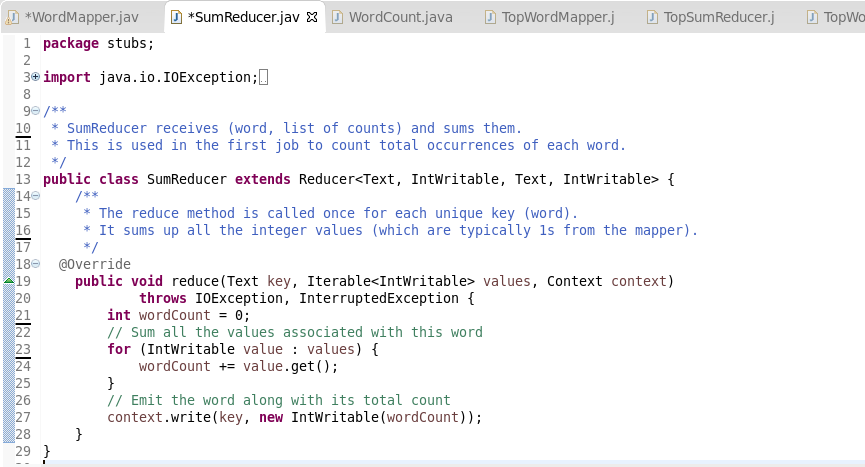 *WordMapper.jav *SumReducer.jav WordCount.java TopWordMapper.j TopSumReducer.j TopWo
1 package stubs;
2
3 import java.io.IOException;
8
9 /**
10  * SumReducer receives (word, list of counts) and sums them.
11  * This is used in the first job to count total occurrences of each word.
12  */
13 public class SumReducer extends Reducer<Text, IntWritable, Text, IntWritable> {
14     /**
15      * The reduce method is called once for each unique key (word).
16      * It sums up all the integer values (which are typically 1s from the mapper).
17      */
18   @Override
19     public void reduce(Text key, Iterable<IntWritable> values, Context context)
20             throws IOException, InterruptedException {
21         int wordCount = 0;
22         // Sum all the values associated with this word
23         for (IntWritable value : values) {
24             wordCount += value.get();
25         }
26         // Emit the word along with its total count
27         context.write(key, new IntWritable(wordCount));
28     }
29 }